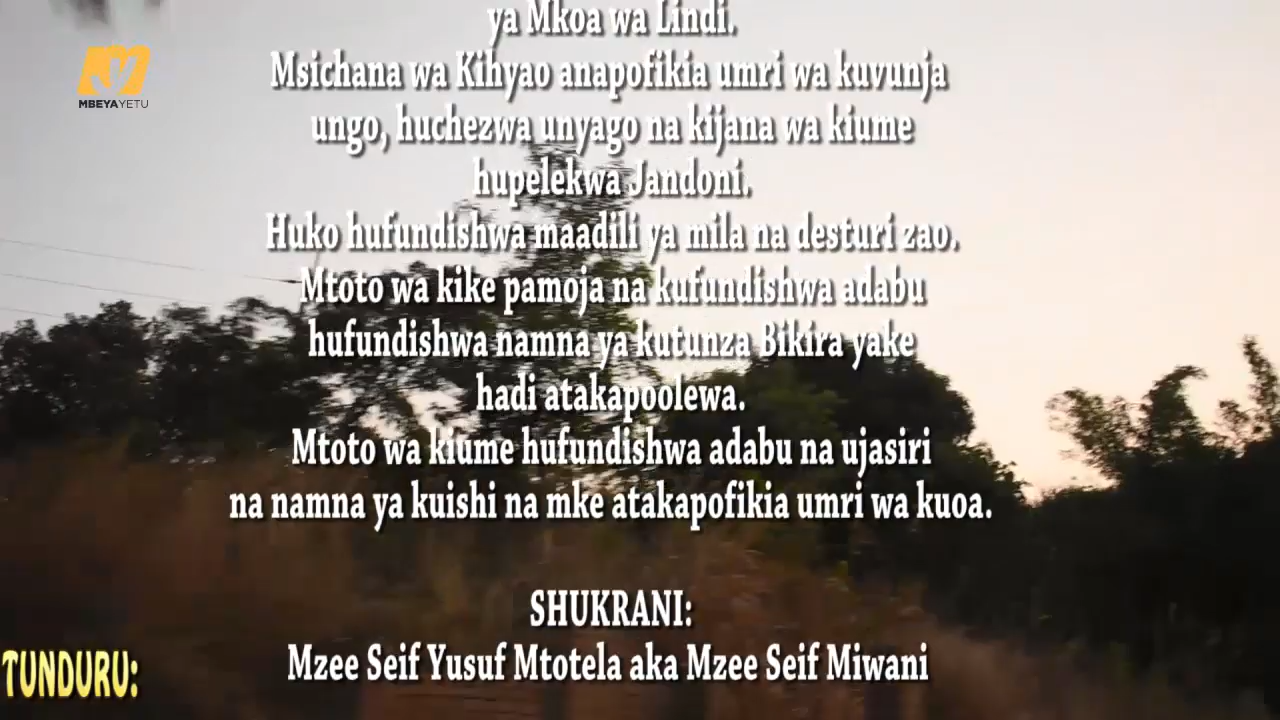 ya Mkoa wa Lindi.
MBEYAYETU
Msichana wa Kihyao anapofikia umri wa kuvunja
ungo, huchezwa unyago na kijana wa kiume
hupelekwa Jandoni.
Huko hufundishwa maadili ya mila na desturi zao.
Mtoto wa kike pamoja na kufundishwa adabu
hufundishwa namna ya kutunza Bikira yake
hadi atakapoolewa.
Mtoto wa kiume hufundishwa adabu na ujasiri
na namna ya kuishi na mke atakapofikia umri wa kuoa.
SHUKRANI:
Mzee Seif Yusuf Mtotela aka Mzee Seif Miwani
TUNDURU: